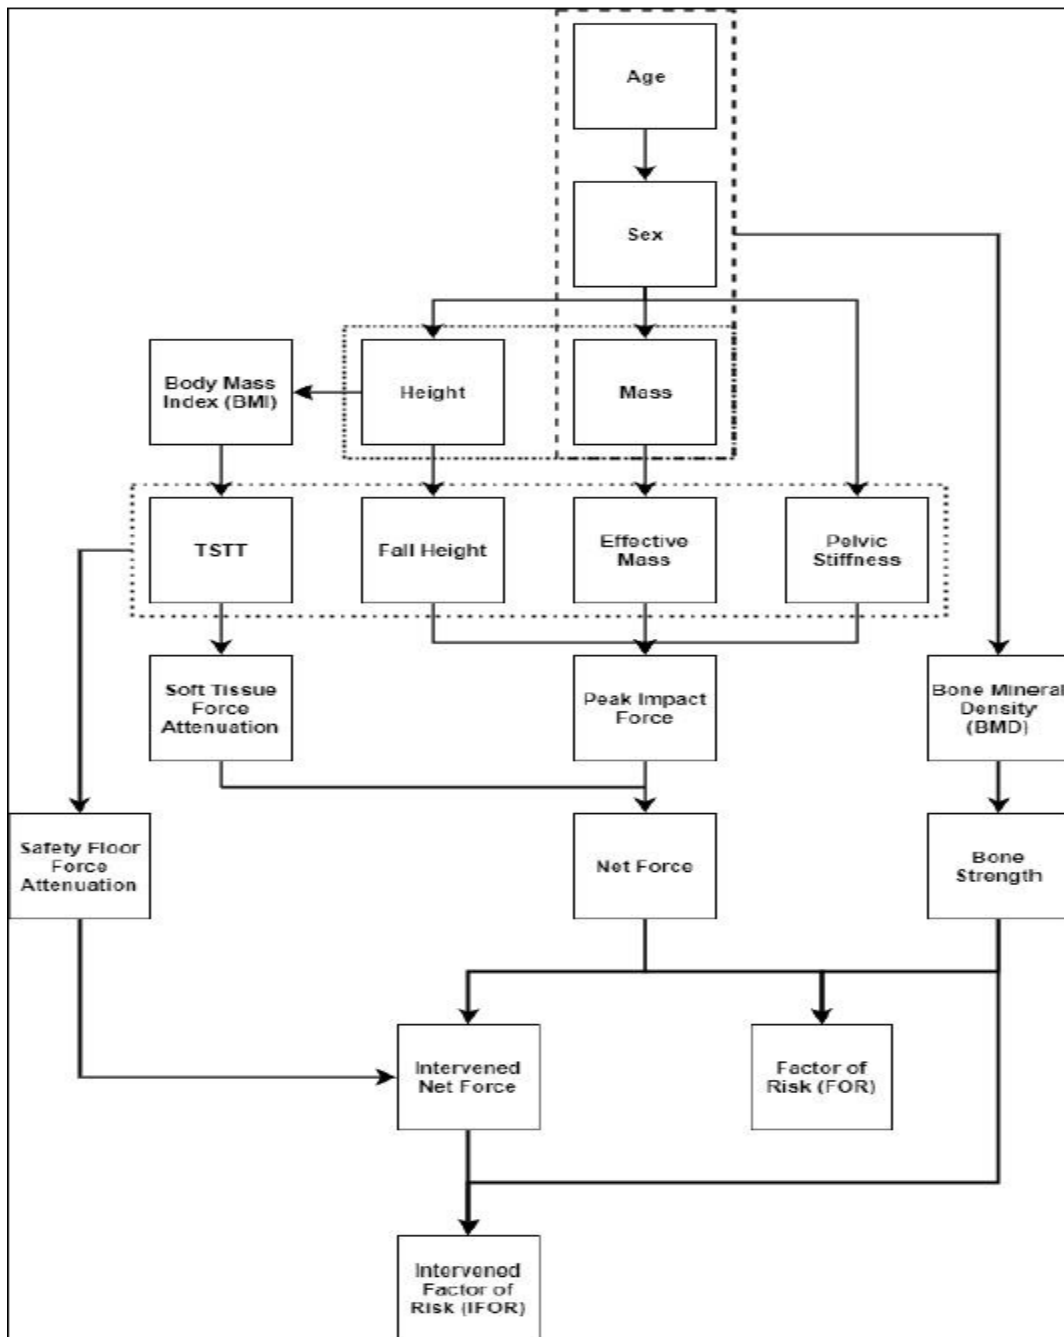 Age
Sex
Body Mass
Index (BMI)
Height
Mass
TSTT
Fall Height
Effective
Mass
Pelvic
Stiffness
Soft Tissue
Force
Attenuation
Peak Impact
Force
Bone Mineral
Density
(BMD)
Safety Floor
Force
Attenuation
Net Force
Bone
Strength
Intervened
Net Force
Factor of
Risk (FOR)
Intervened
Factor of
Risk (IFOR)